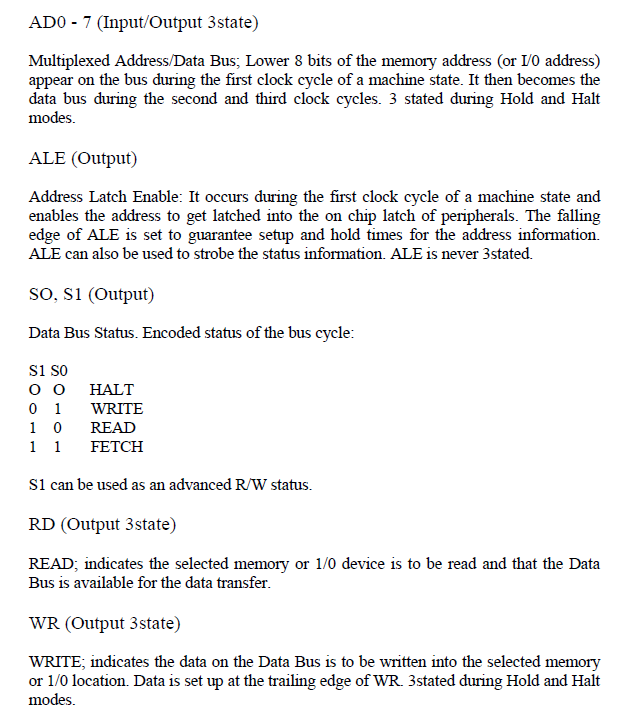 AD0 - 7 (Input/Output 3state)
Multiplexed Address/Data Bus; Lower 8 bits of the memory address (or I/0 address)
appear on the bus during the first clock cycle of a machine state. It then becomes the
data bus during the second and third clock cycles. 3 stated during Hold and Halt
modes.
ALE (Output)
Address Latch Enable: It occurs during the first clock cycle of a machine state and
enables the address to get latched into the on chip latch of peripherals. The falling
edge of ALE is set to guarantee setup and hold times for the address information.
ALE can also be used to strobe the status information. ALE is never 3stated.
SO, S1 (Output)
Data Bus Status. Encoded status of the bus cycle:
S1 S0
O O HALT
0 1 WRITE
1 0 READ
1 1 FETCH
S1 can be used as an advanced R/W status.
RD (Output 3state)
READ; indicates the selected memory or 1/0 device is to be read and that the Data
Bus is available for the data transfer.
WR (Output 3state)
WRITE; indicates the data on the Data Bus is to be written into the selected memory
or 1/0 location. Data is set up at the trailing edge of WR. 3stated during Hold and Halt
modes.